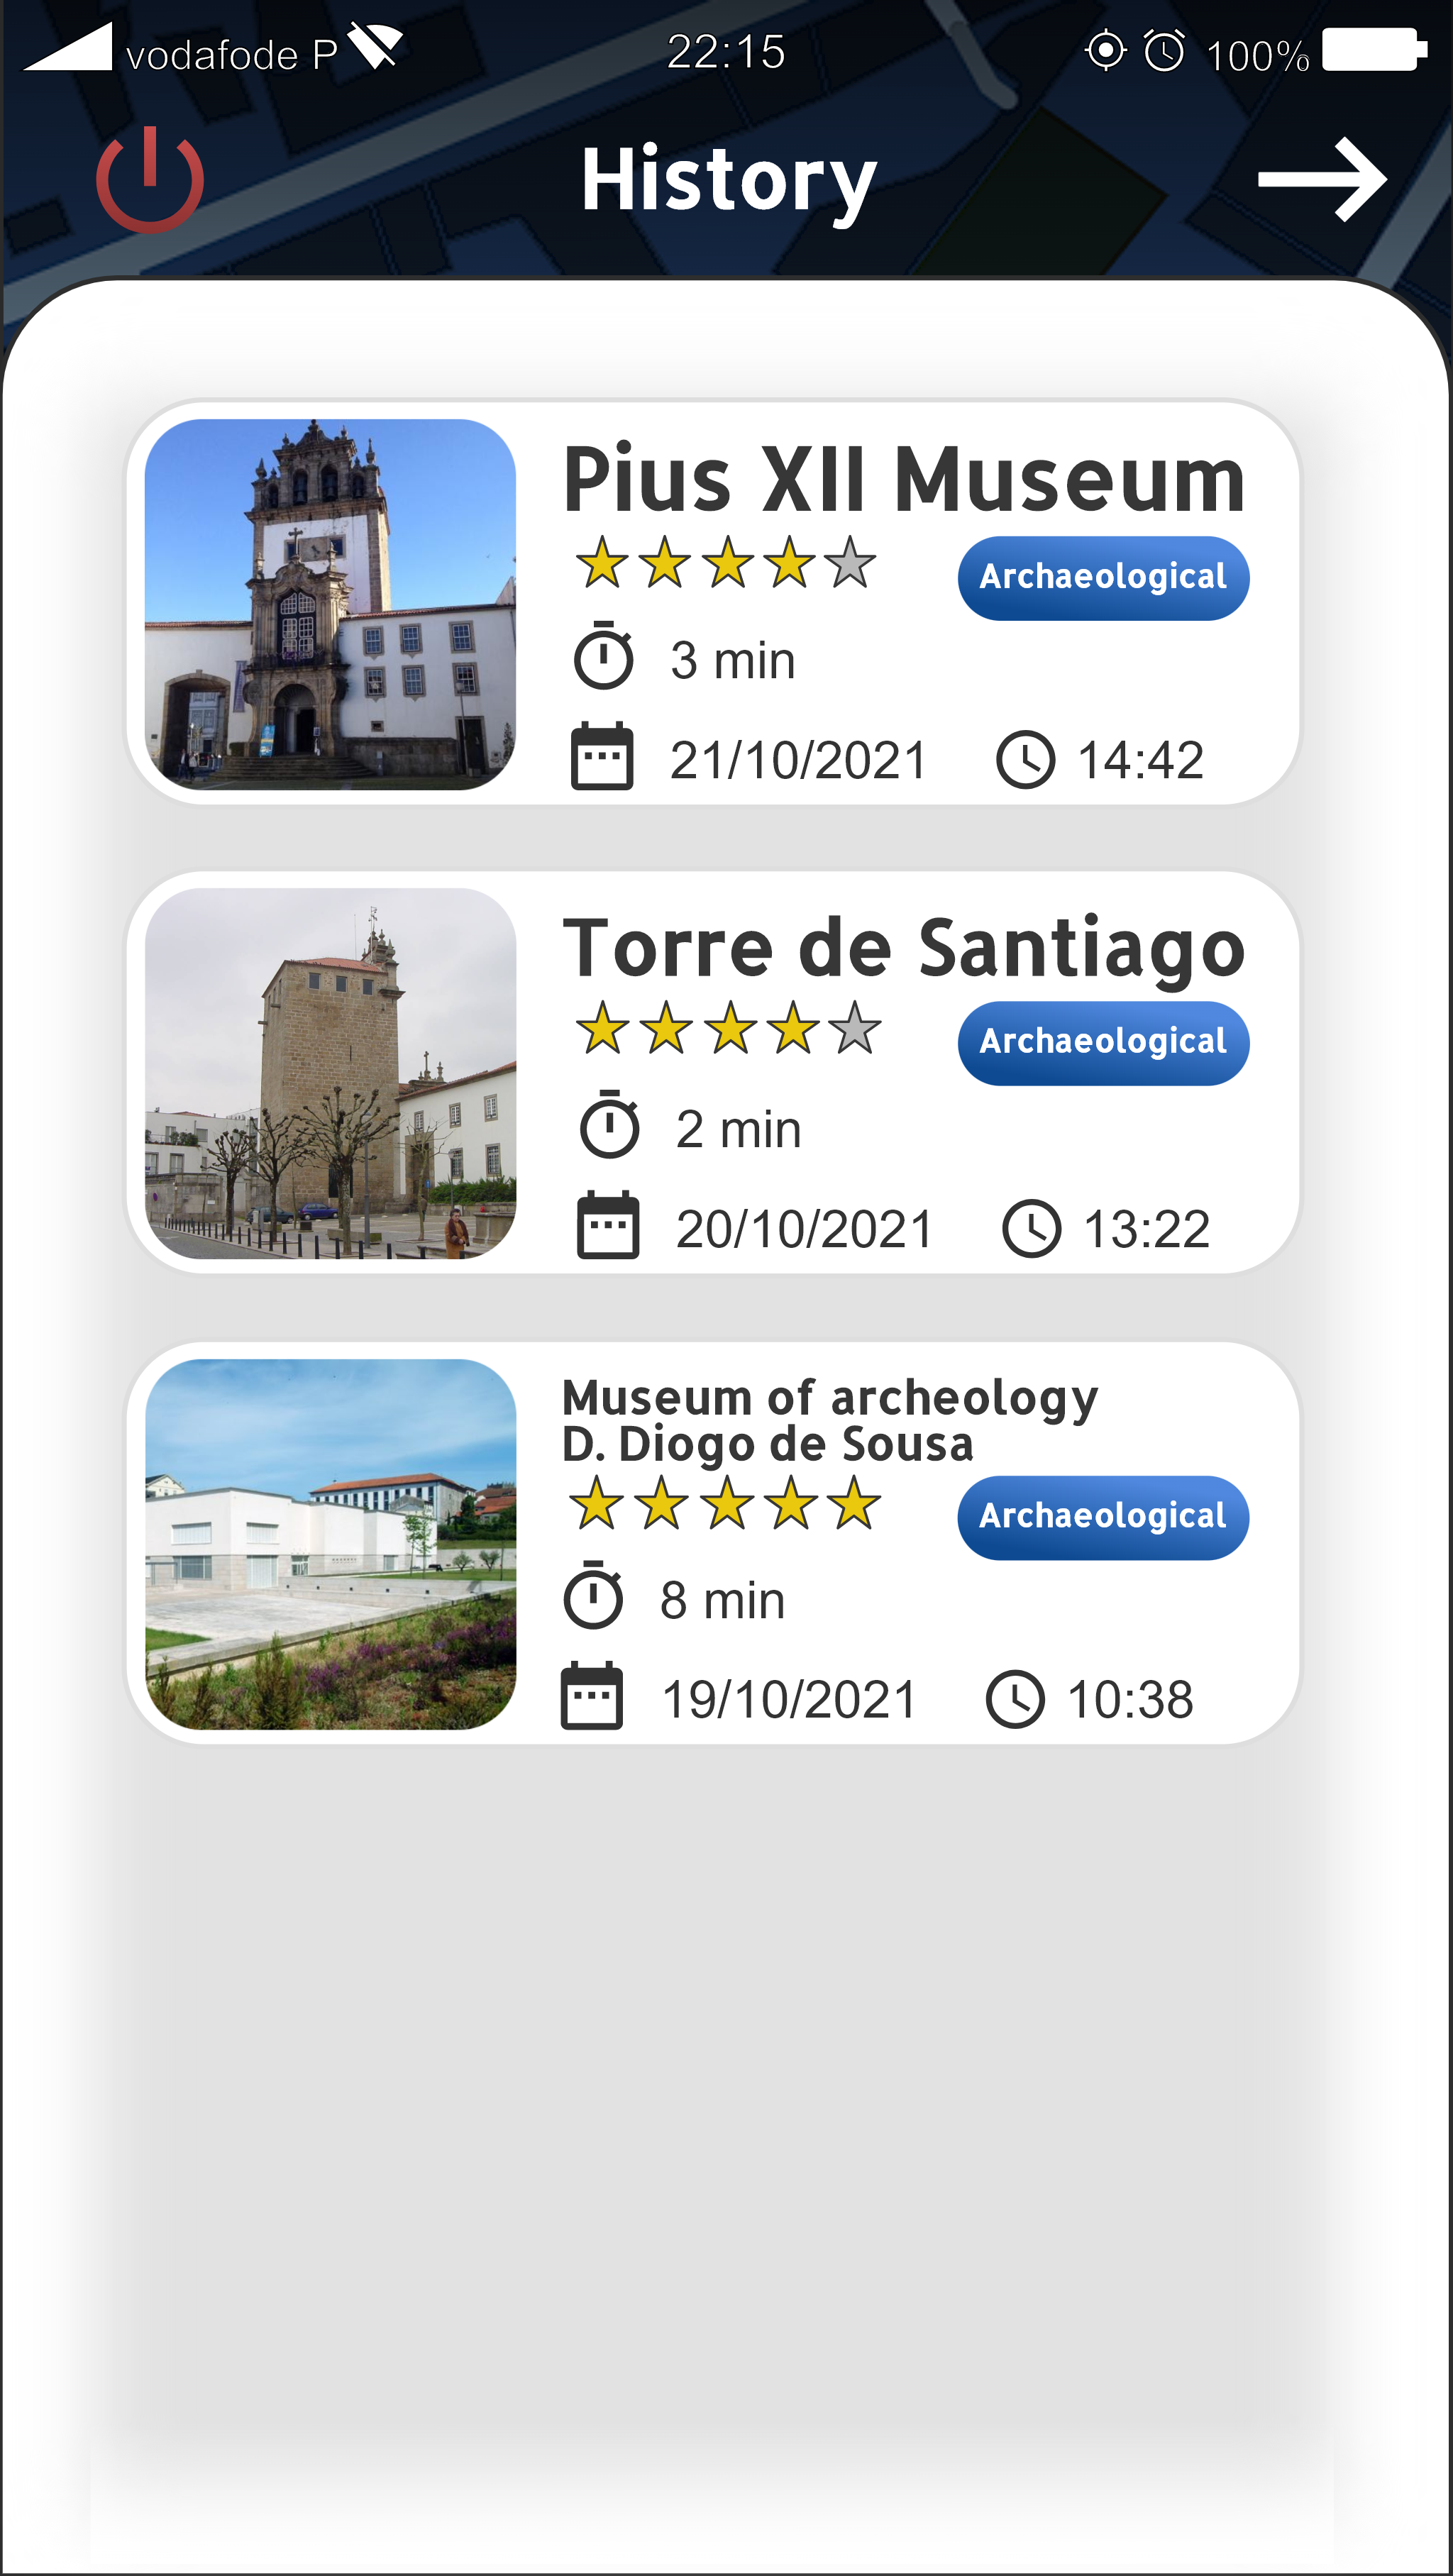 vodafode P 22:15 100%
History
Pius XII Museum
Archaeological
3 min
21/10/2021 14:42
Torre de Santiago
Archaeological
2 min
20/10/2021 13:22
Museum of archeology
D. Diogo de Sousa
Archaeological
8 min
19/10/2021 10:38